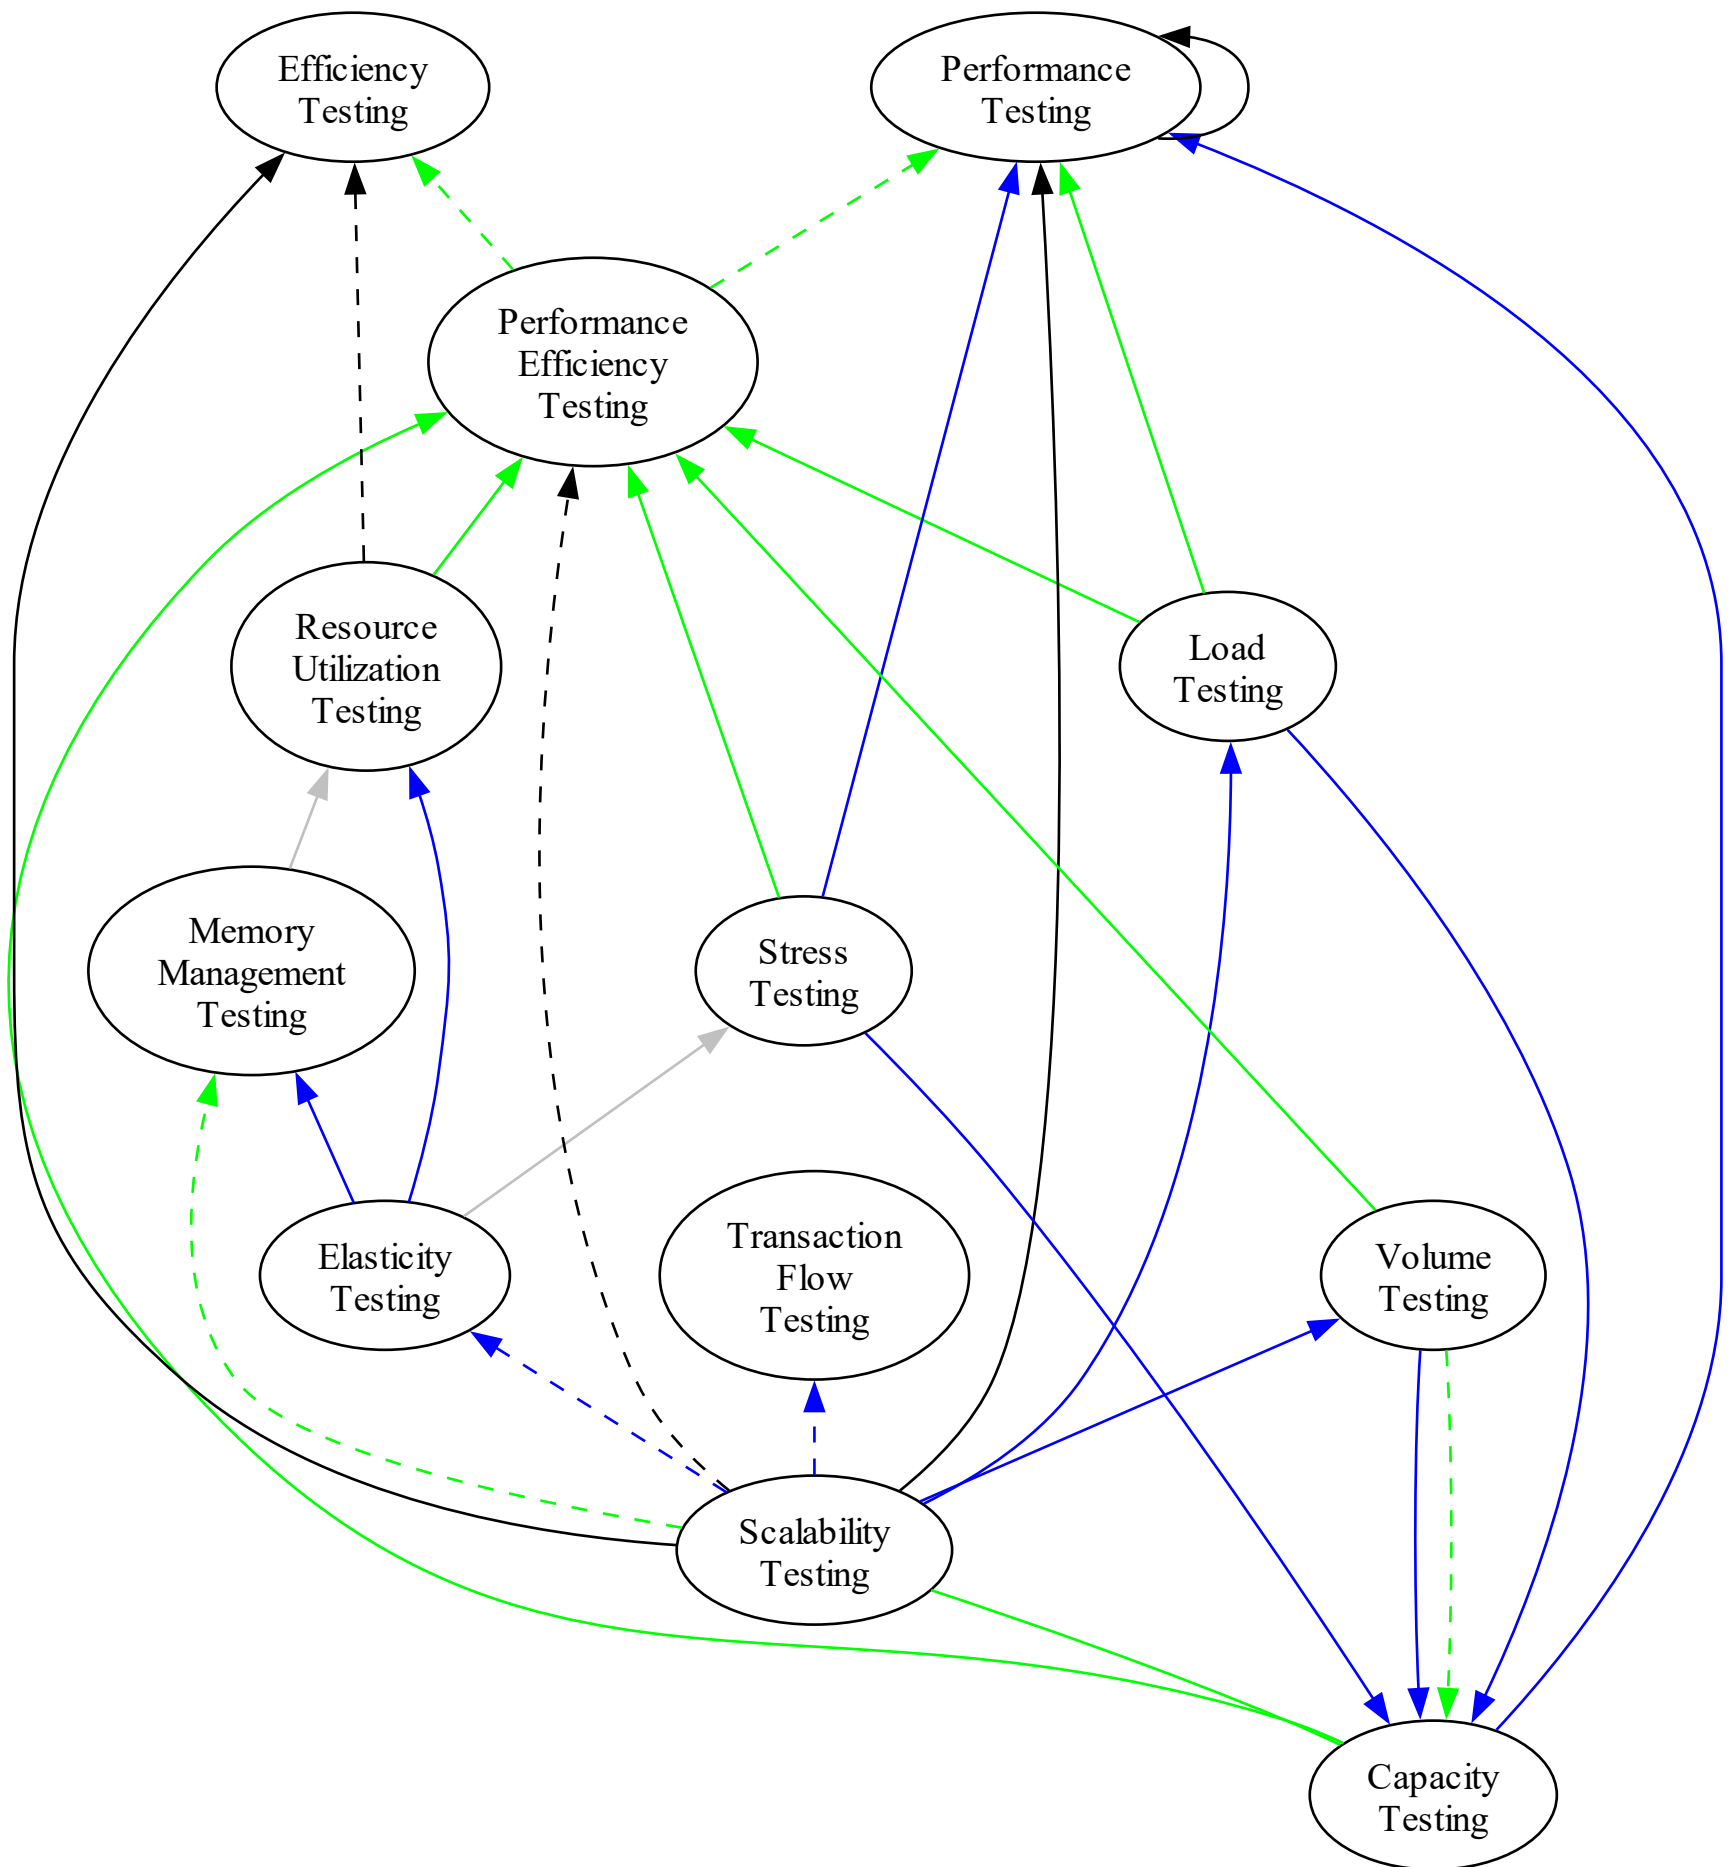 Efficiency
Testing
Performance
Testing
Performance
Efficiency
Testing
Resource
Utilization
Testing
Load
Testing
Memory
Management
Testing
Stress
Testing
Elasticity
Testing
Transaction
Flow
Testing
Volume
Testing
Scalability
Testing
Capacity
Testing